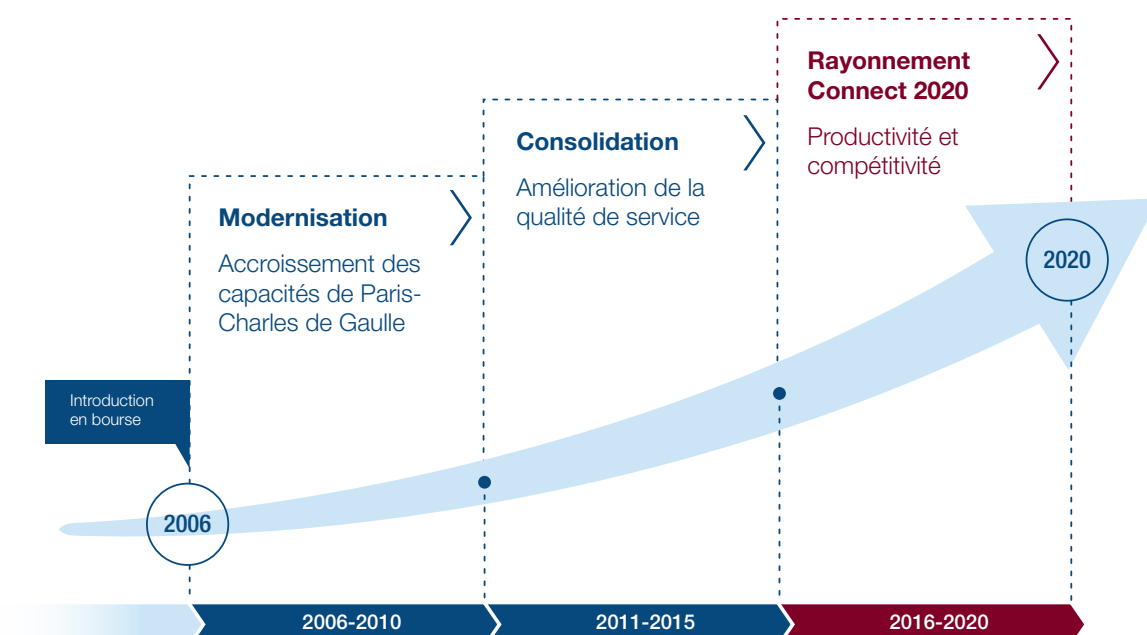 Rayonnement
Connect 2020
Productivité et
compétitivité
Consolidation
Amélioration de la
qualité de service
Modernisation
Accroissement des
capacités de Paris-
Charles de Gaulle
2020
Introduction
en bourse
2006
2006-2010
2011-2015
2016-2020